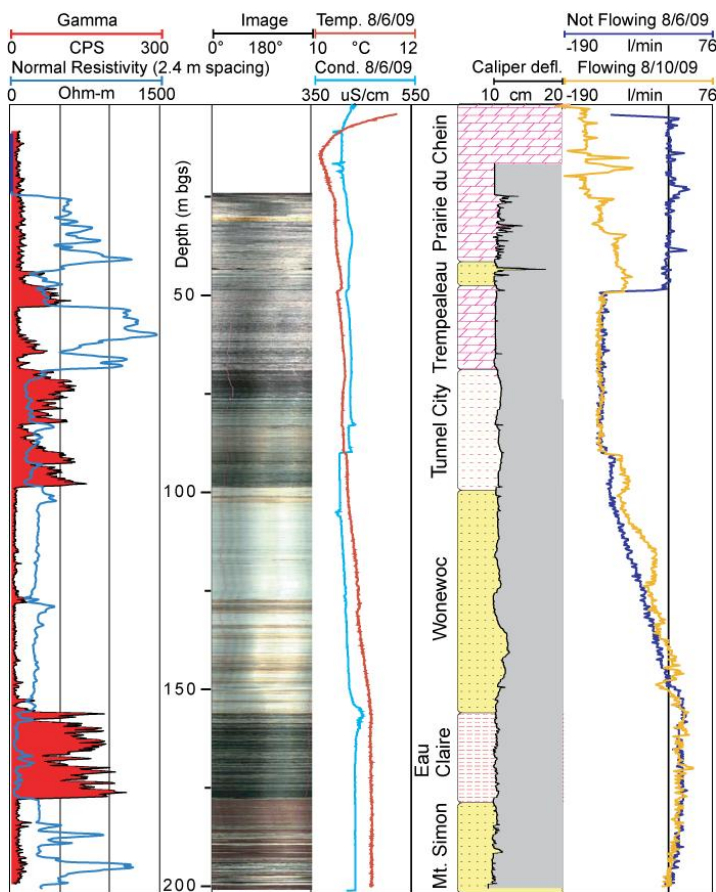 Gamma
CPS 300
Normal Resistivity (2.4 m spacing)
0 Ohm-m 1500
Image
0° 180°
Temp. 8/6/09
10 °C 12
Cond. 8/6/09
350 uS/cm 550
Caliper defl.
10 cm 20
Not Flowing 8/6/09
-190 l/min 76
Flowing 8/10/09
-190 l/min 76
Depth (m bgs)
50
100
150
200
Prairie du Chein
Trempealeau
Tunnel City
Wonewoc
Eau
Claire
Mt. Simon